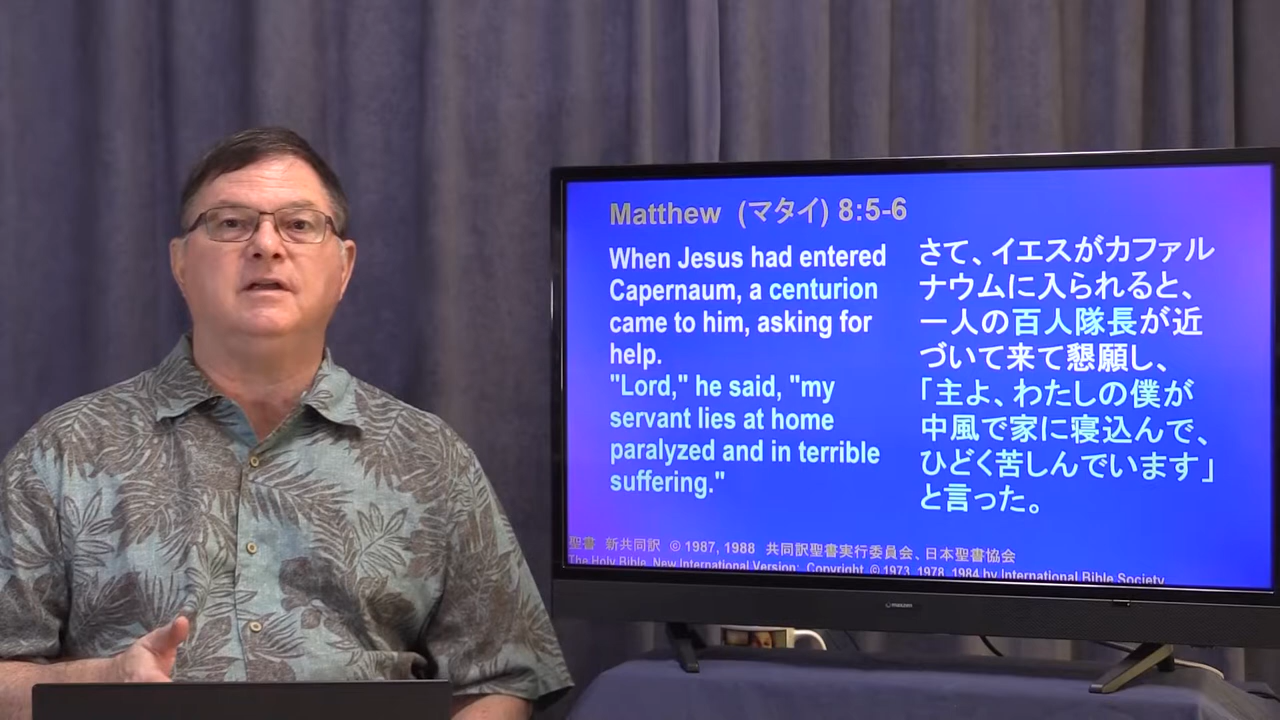 Matthew (マタイ) 8:5-6
When Jesus had entered
Capernaum, a centurion
came to him, asking for
help.
"Lord," he said, "my
servant lies at home
paralyzed and in terrible
suffering."
さて、イエスがカファル
ナウムに入られると、
一人の百人隊長が近
づいて来て懇願し、
「主よ、わたしの僕が
中風で家に寝込んで、
ひどく苦しんでいます」
と言った。
聖書 新共同訳 © 1987, 1988 共同訳聖書実行委員会、日本聖書協会
The Holy Bible, New International Version; Copyright © 1973, 1978, 1984 by International Bible Society